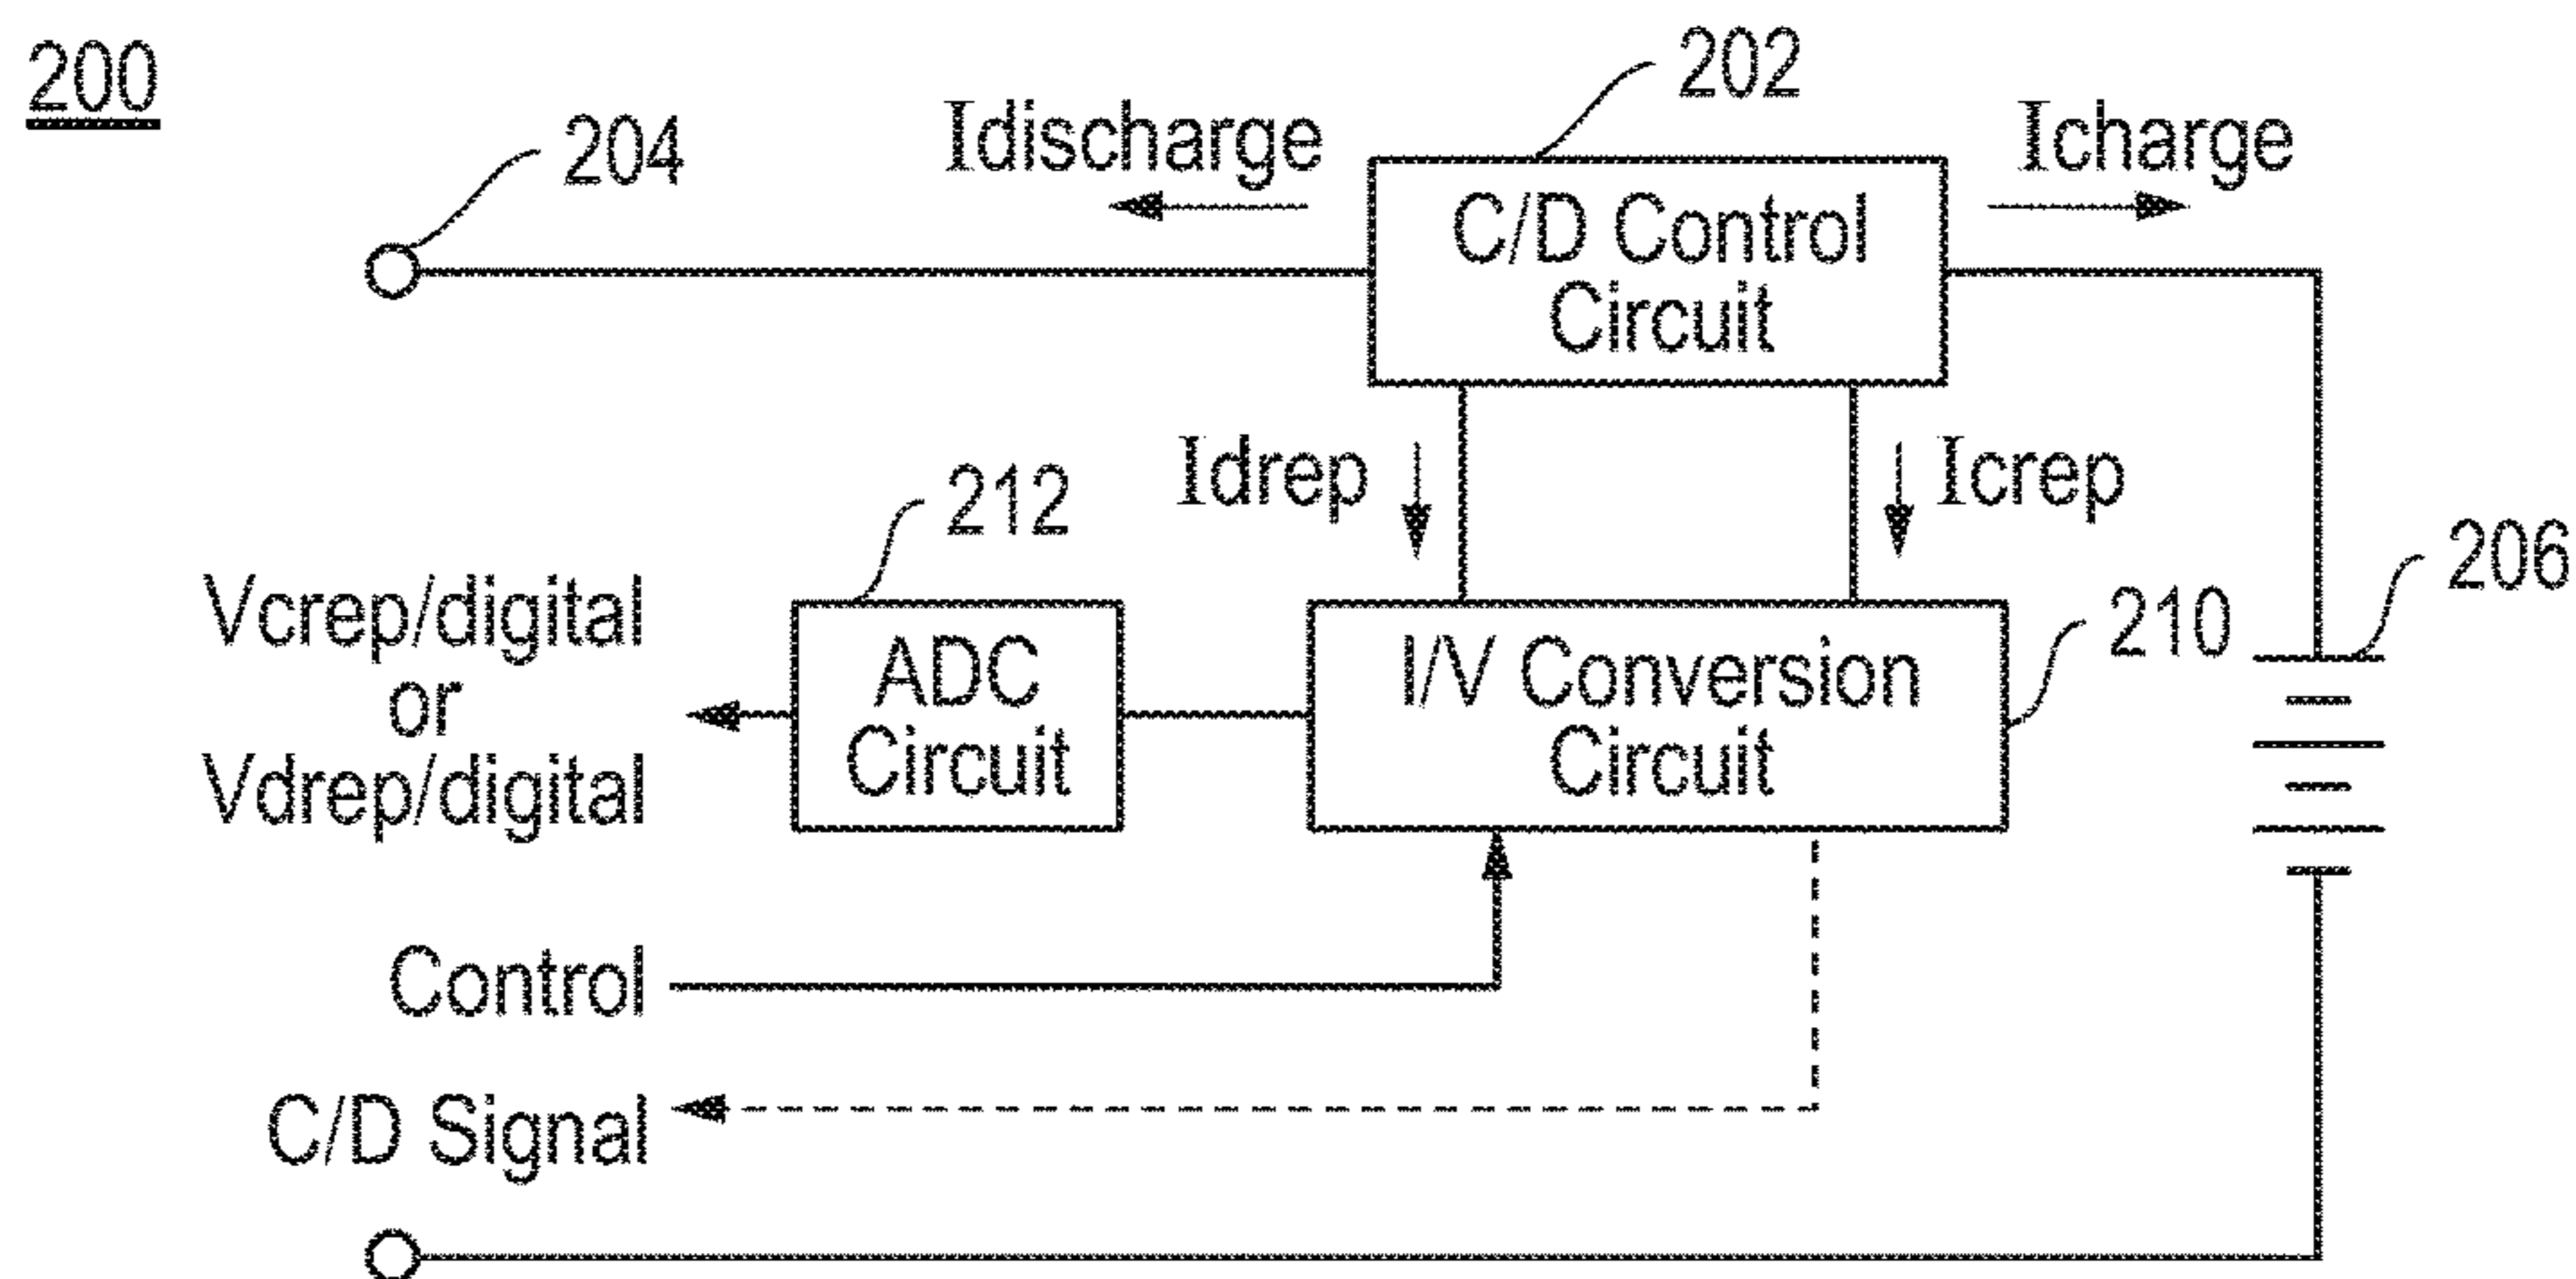 200
202
204
Idischarge
Icharge
C/D Control
Circuit
Idrep
Icrep
212
206
Vcrep/digital
or
Vdrep/digital
ADC
Circuit
I/V Conversion
Circuit
210
Control
C/D Signal